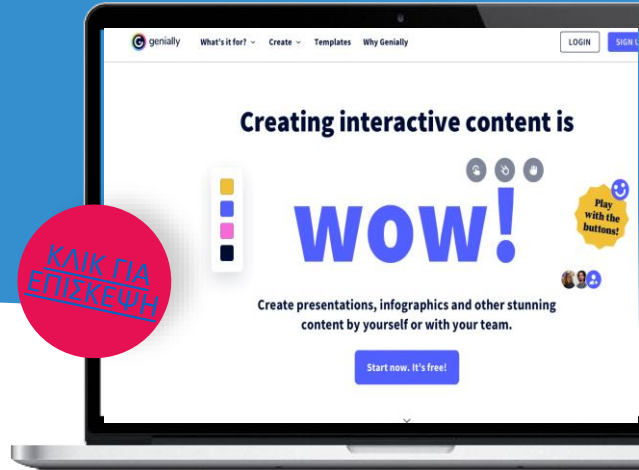 genially
What's it for? Create Templates Why Genially LOGIN SIGN U
Creating interactive content is
wow!
Play
with the
buttons!
ΚΛΙΚ ΓΙΑ
ΕΠΙΣΚΕΨΗ
Create presentations, infographics and other stunning
content by yourself or with your team.
Start now. It's free!